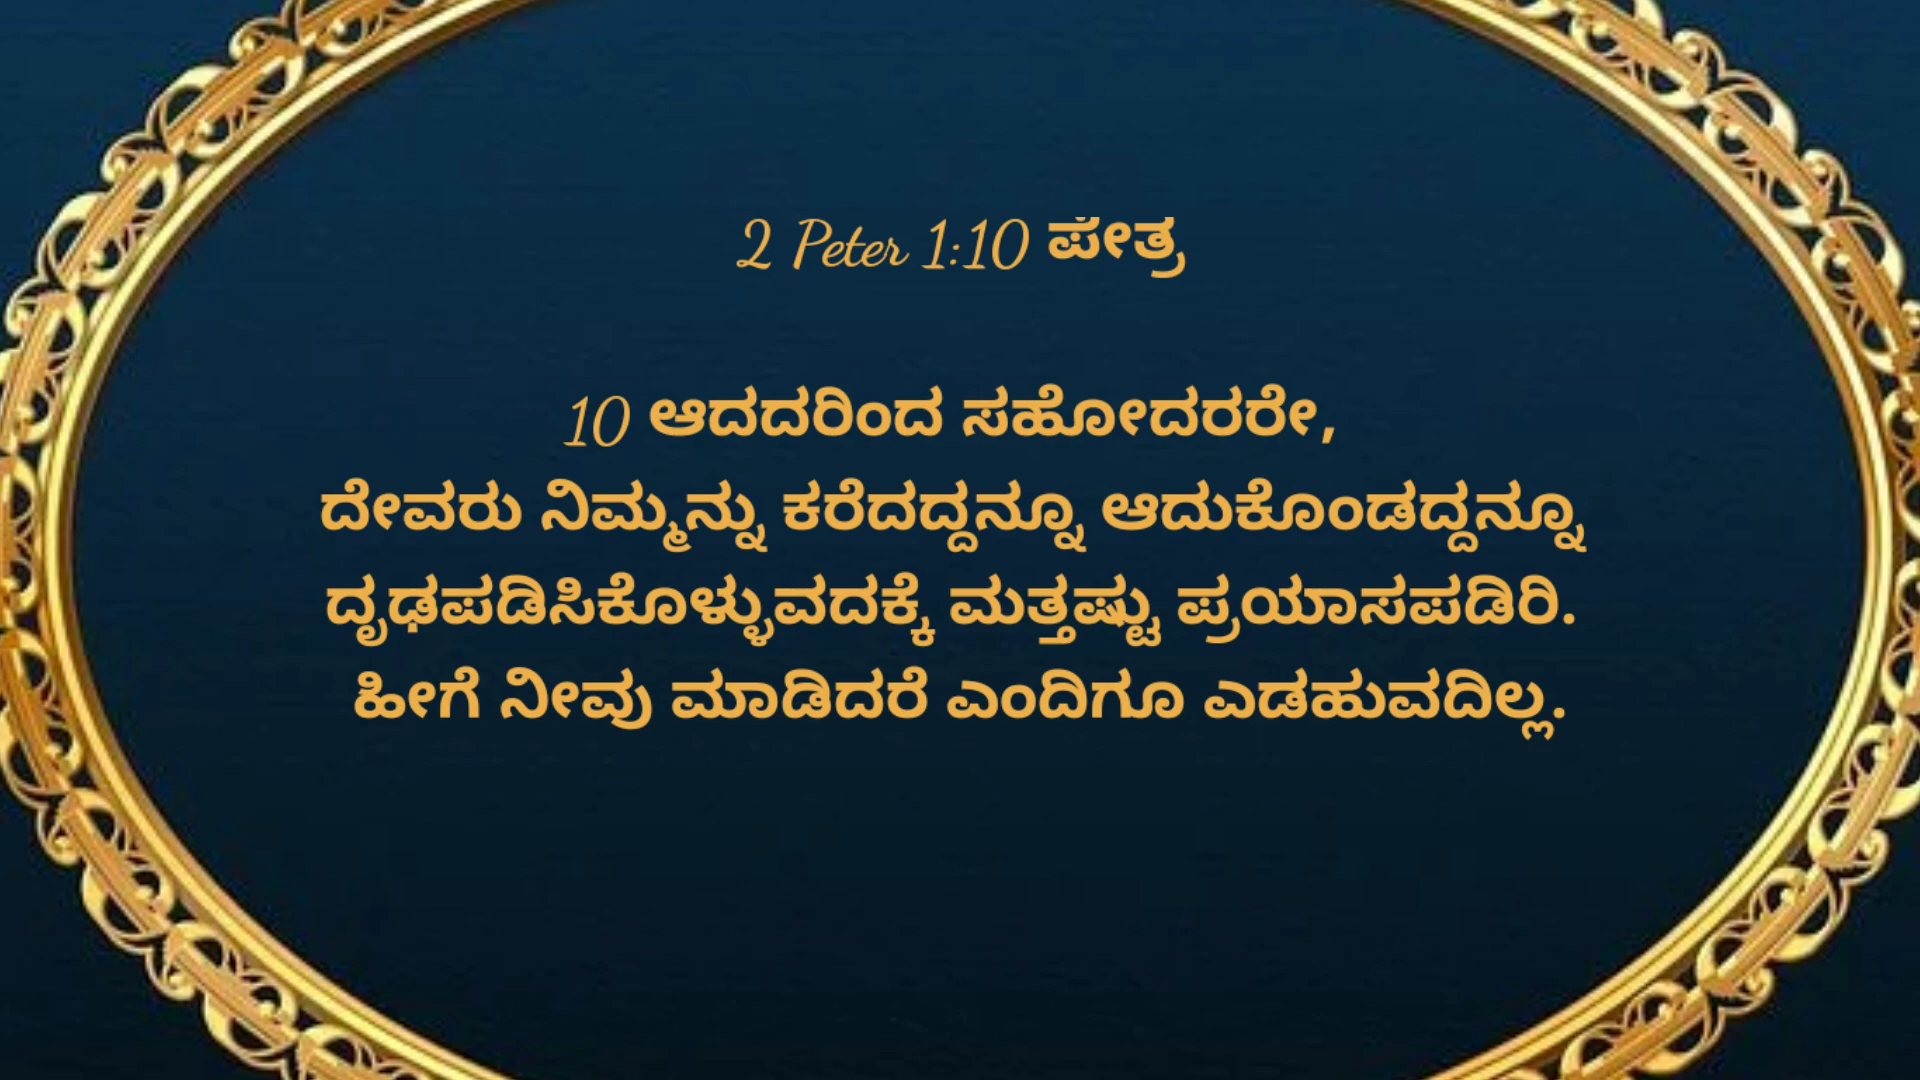 2 Peter 1:10 ಪೇತ್ರ
10 ಆದದರಿಂದ ಸಹೋದರರೇ,
ದೇವರು ನಿಮ್ಮನ್ನು ಕರೆದದ್ದನ್ನೂ ಆದುಕೊಂಡದ್ದನ್ನೂ
ದೃಢಪಡಿಸಿಕೊಳ್ಳುವದಕ್ಕೆ ಮತ್ತಷ್ಟು ಪ್ರಯಾಸಪಡಿರಿ.
ಹೀಗೆ ನೀವು ಮಾಡಿದರೆ ಎಂದಿಗೂ ಎಡಹುವದಿಲ್ಲ.